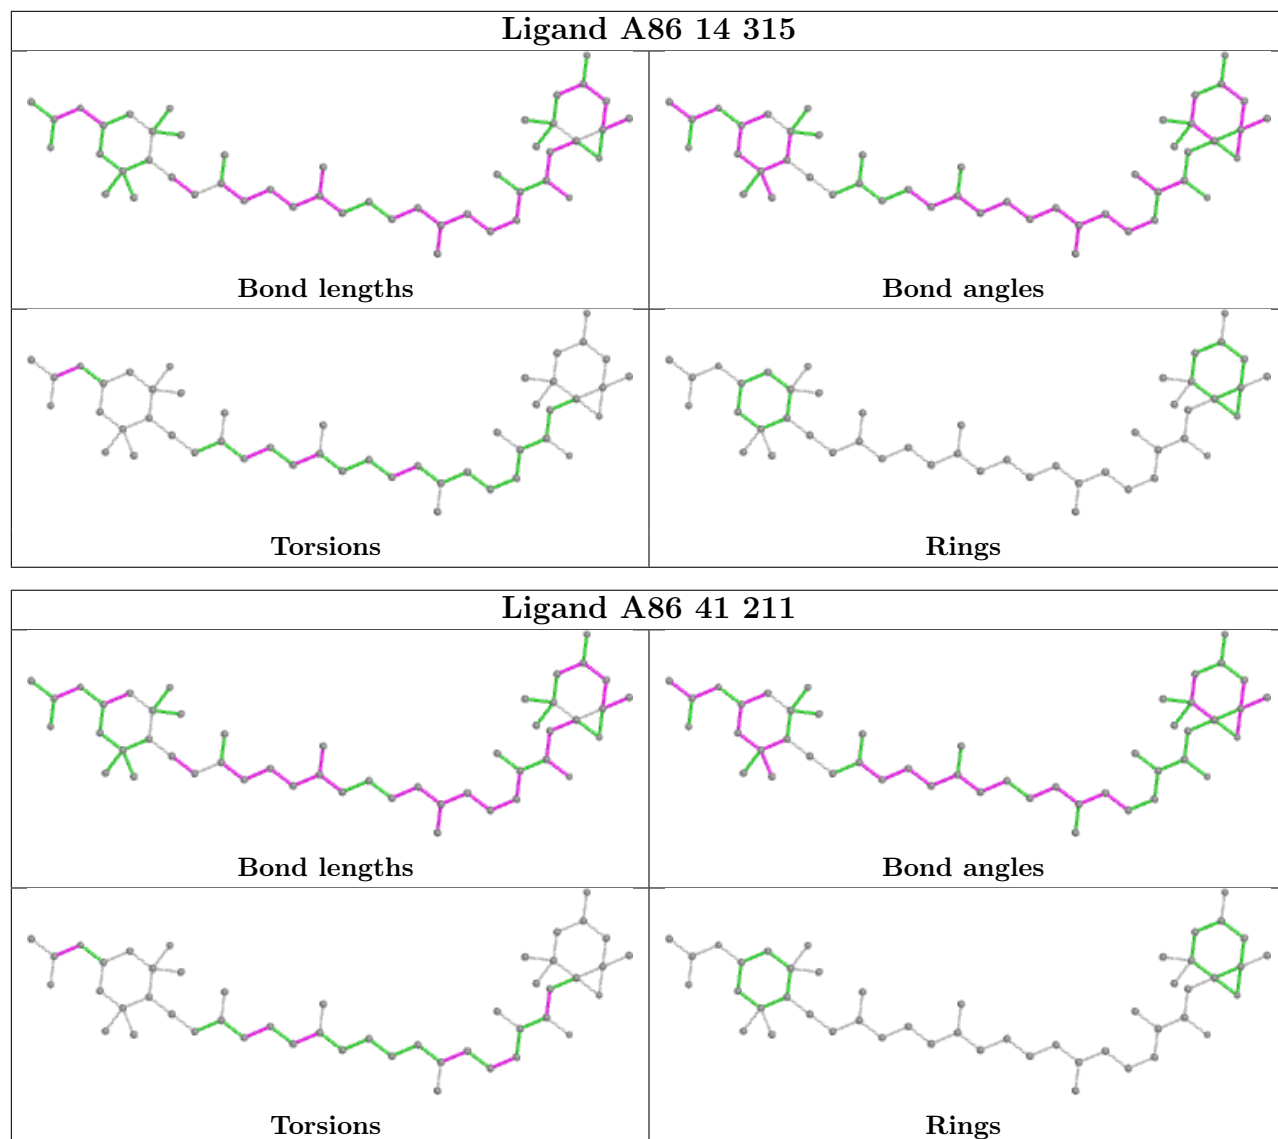 Ligand A86 14 315
Bond lengths
Bond angles
Torsions
Rings
Ligand A86 41 211
Bond lengths
Bond angles
Torsions
Rings